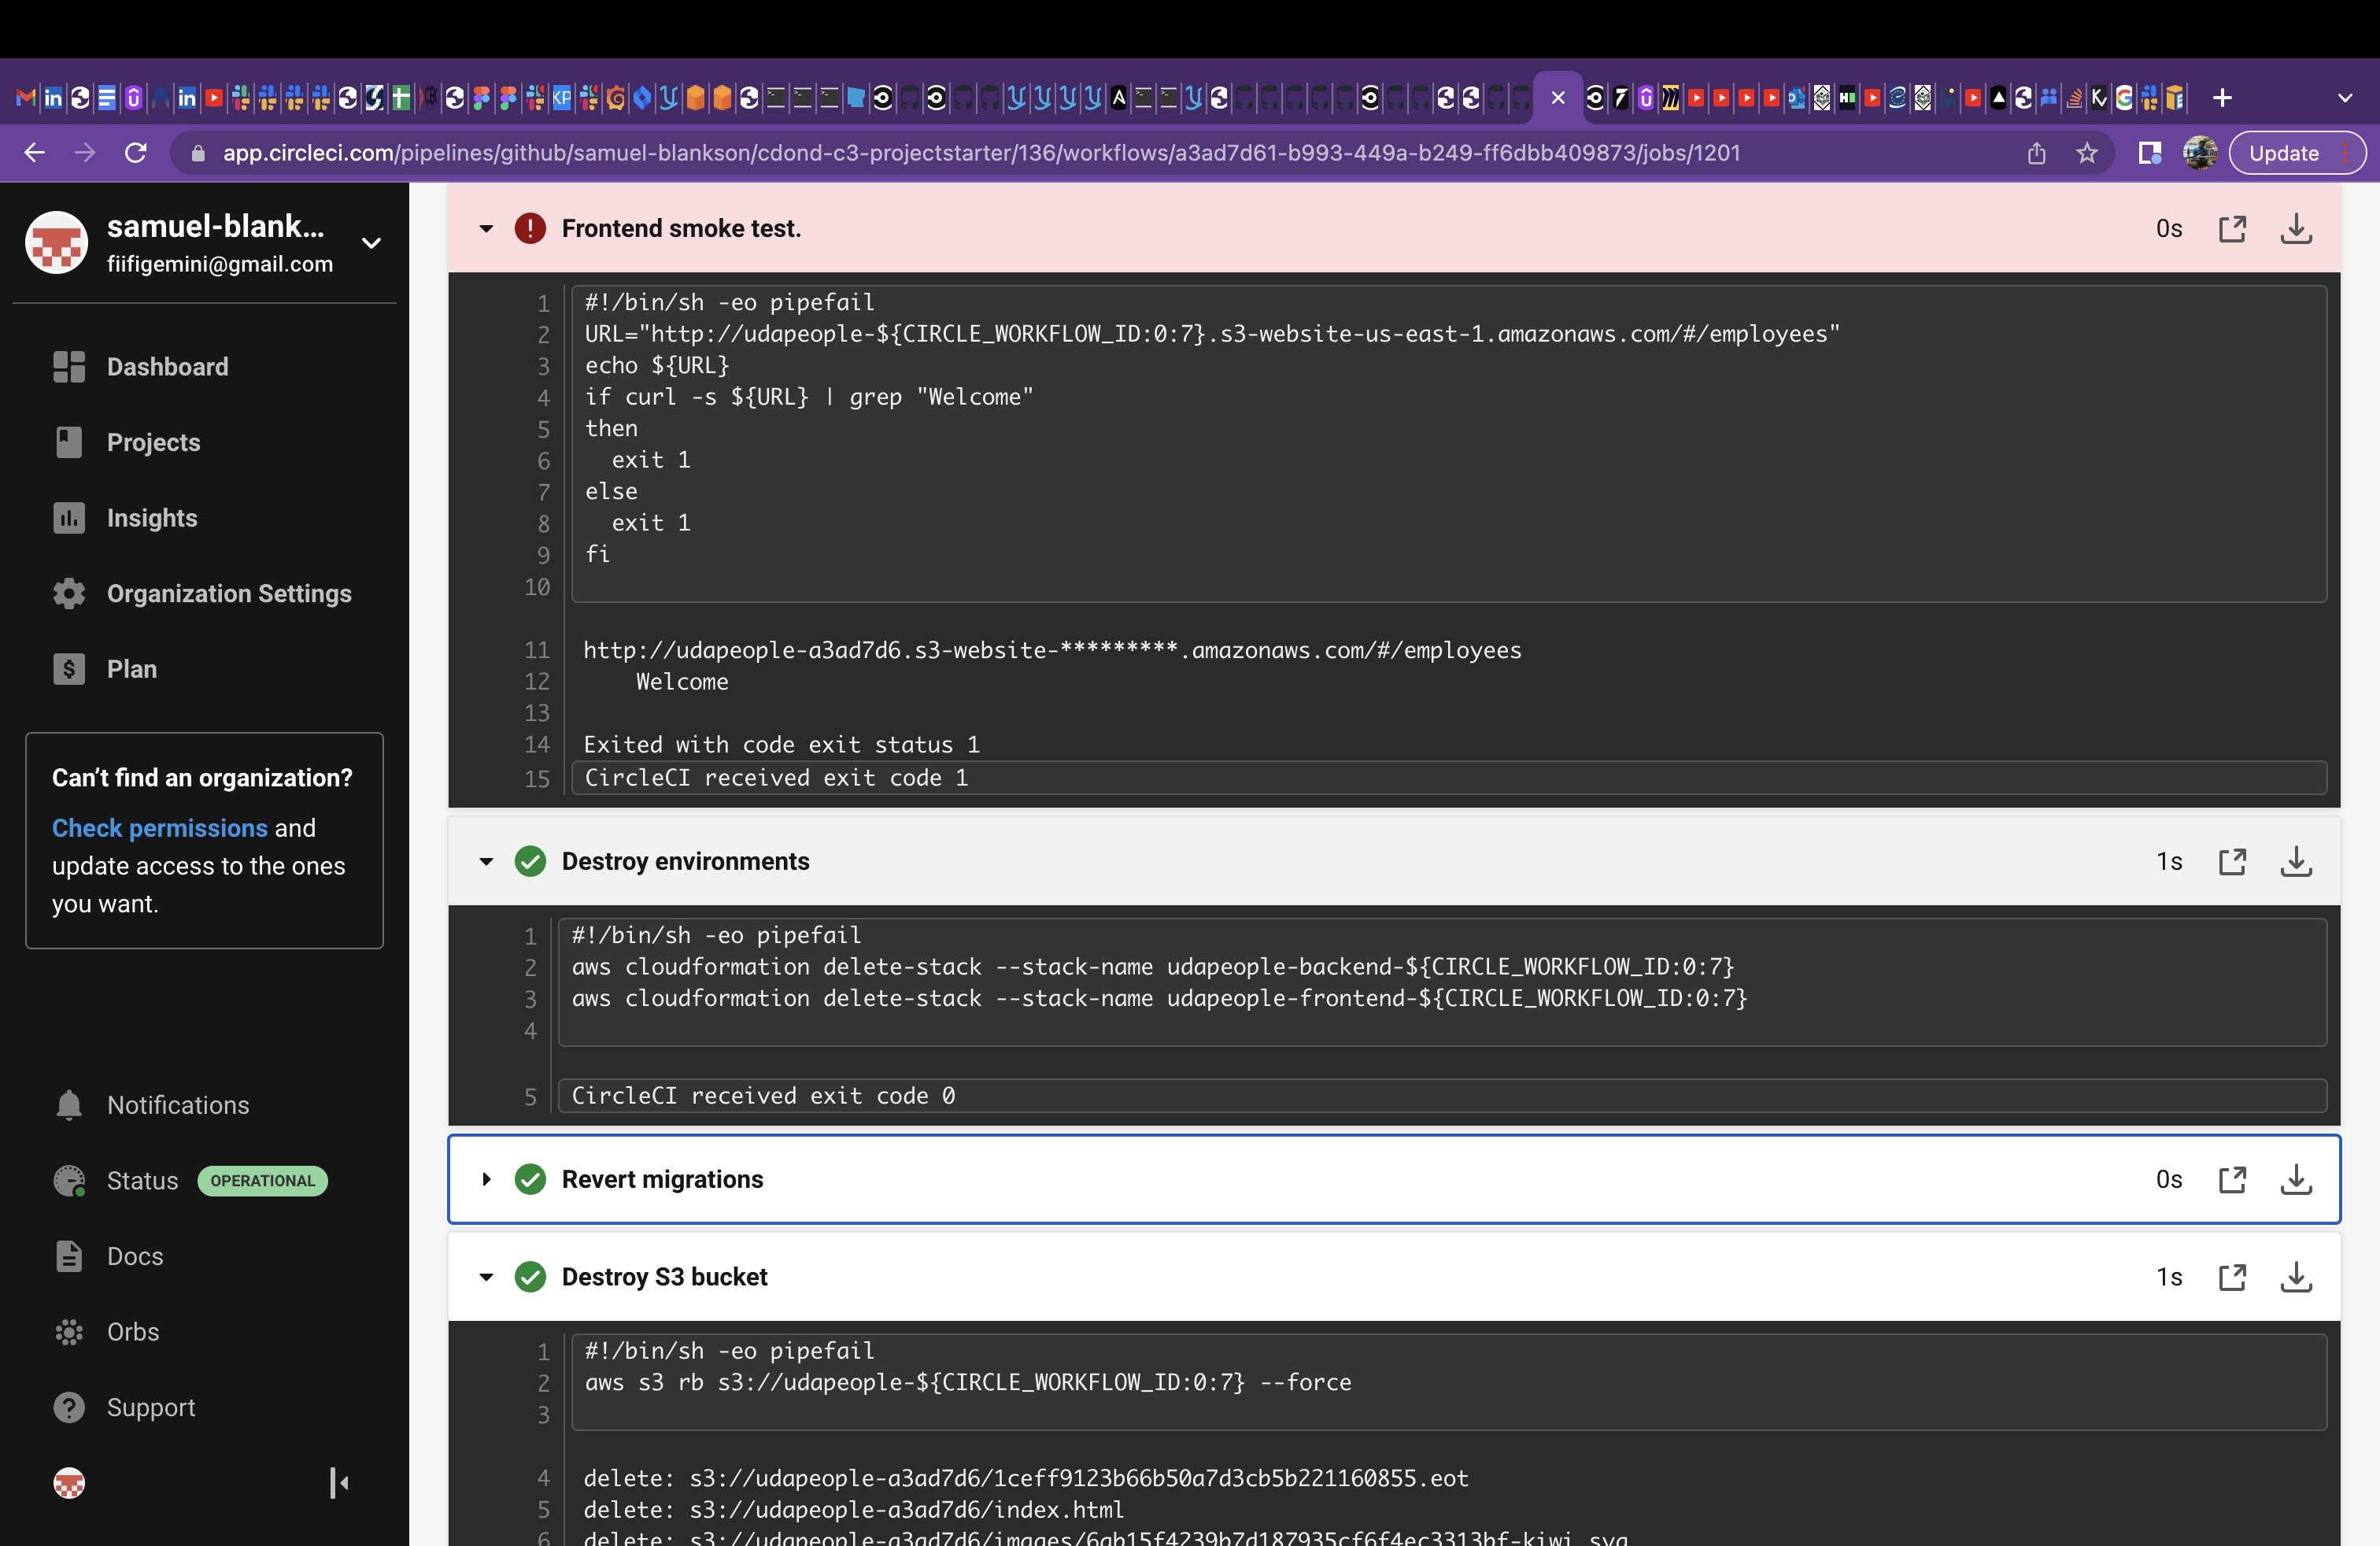 app.circleci.com/pipelines/github/samuel-blankson/cdond-c3-projectstarter/136/workflows/a3ad7d61-b993-449a-b249-ff6dbb409873/jobs/1201
Update
samuel-blank...
fiifigemini@gmail.com
Dashboard
Projects
Insights
Organization Settings
Plan
Can’t find an organization?
Check permissions and
update access to the ones
you want.
Notifications
Status OPERATIONAL
Docs
Orbs
Support
Frontend smoke test.
0s
1 #!/bin/sh -eo pipefail
2 URL="http://udapeople-${CIRCLE_WORKFLOW_ID:0:7}.s3-website-us-east-1.amazonaws.com/#/employees"
3 echo ${URL}
4 if curl -s ${URL} | grep "Welcome"
5 then
6 exit 1
7 else
8 exit 1
9 fi
10
11 http://udapeople-a3ad7d6.s3-website-*********.amazonaws.com/#/employees
12 Welcome
13
14 Exited with code exit status 1
15 CircleCI received exit code 1
Destroy environments
1s
1 #!/bin/sh -eo pipefail
2 aws cloudformation delete-stack --stack-name udapeople-backend-${CIRCLE_WORKFLOW_ID:0:7}
3 aws cloudformation delete-stack --stack-name udapeople-frontend-${CIRCLE_WORKFLOW_ID:0:7}
4
5 CircleCI received exit code 0
Revert migrations
0s
Destroy S3 bucket
1s
1 #!/bin/sh -eo pipefail
2 aws s3 rb s3://udapeople-${CIRCLE_WORKFLOW_ID:0:7} --force
3
4 delete: s3://udapeople-a3ad7d6/1ceff9123b66b50a7d3cb5b221160855.eot
5 delete: s3://udapeople-a3ad7d6/index.html
6 delete: s3://udapeople-a3ad7d6/images/6ab15f4239b7d187935cf6f4ec3313bf-kiwi.svg